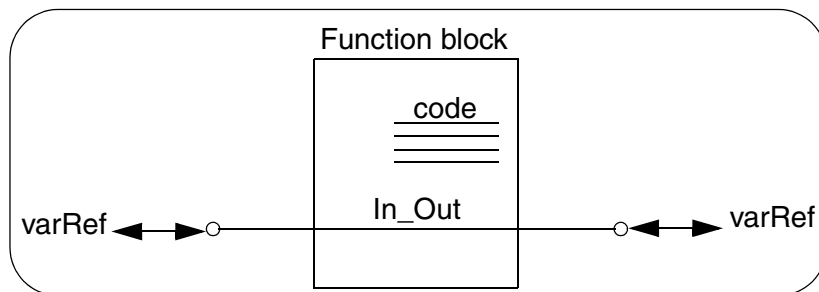 Function block
code
In_Out
varRef
varRef